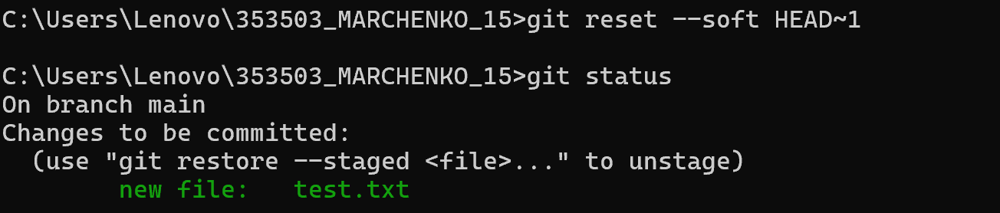 C:\Users\Lenovo\353503_MARCHENKO_15>git reset --soft HEAD~1
C:\Users\Lenovo\353503_MARCHENKO_15>git status
On branch main
Changes to be committed:
  (use "git restore --staged <file>..." to unstage)
        new file:   test.txt